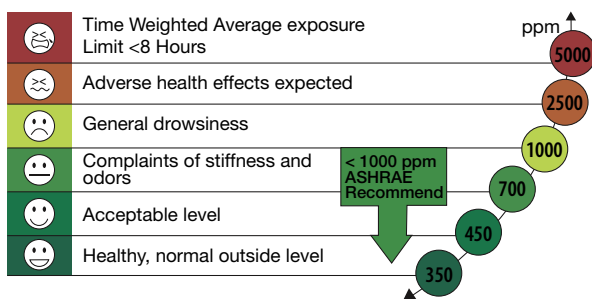 Time Weighted Average exposure
Limit <8 Hours
ppm
5000
Adverse health effects expected
2500
General drowsiness
1000
Complaints of stiffness and
odors
< 1000 ppm
ASHRAE
Recommend
700
Acceptable level
450
Healthy, normal outside level
350